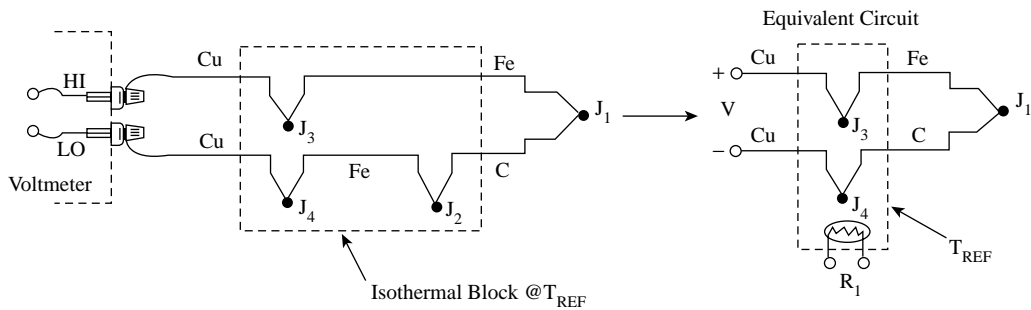 Equivalent Circuit
Cu
Fe
HI
J1
J3
Cu
LO
Fe
C
Voltmeter
J4
J2
Isothermal Block @TREF
Cu
Fe
+
J1
V
J3
Cu
C
−
J4
TREF
R1